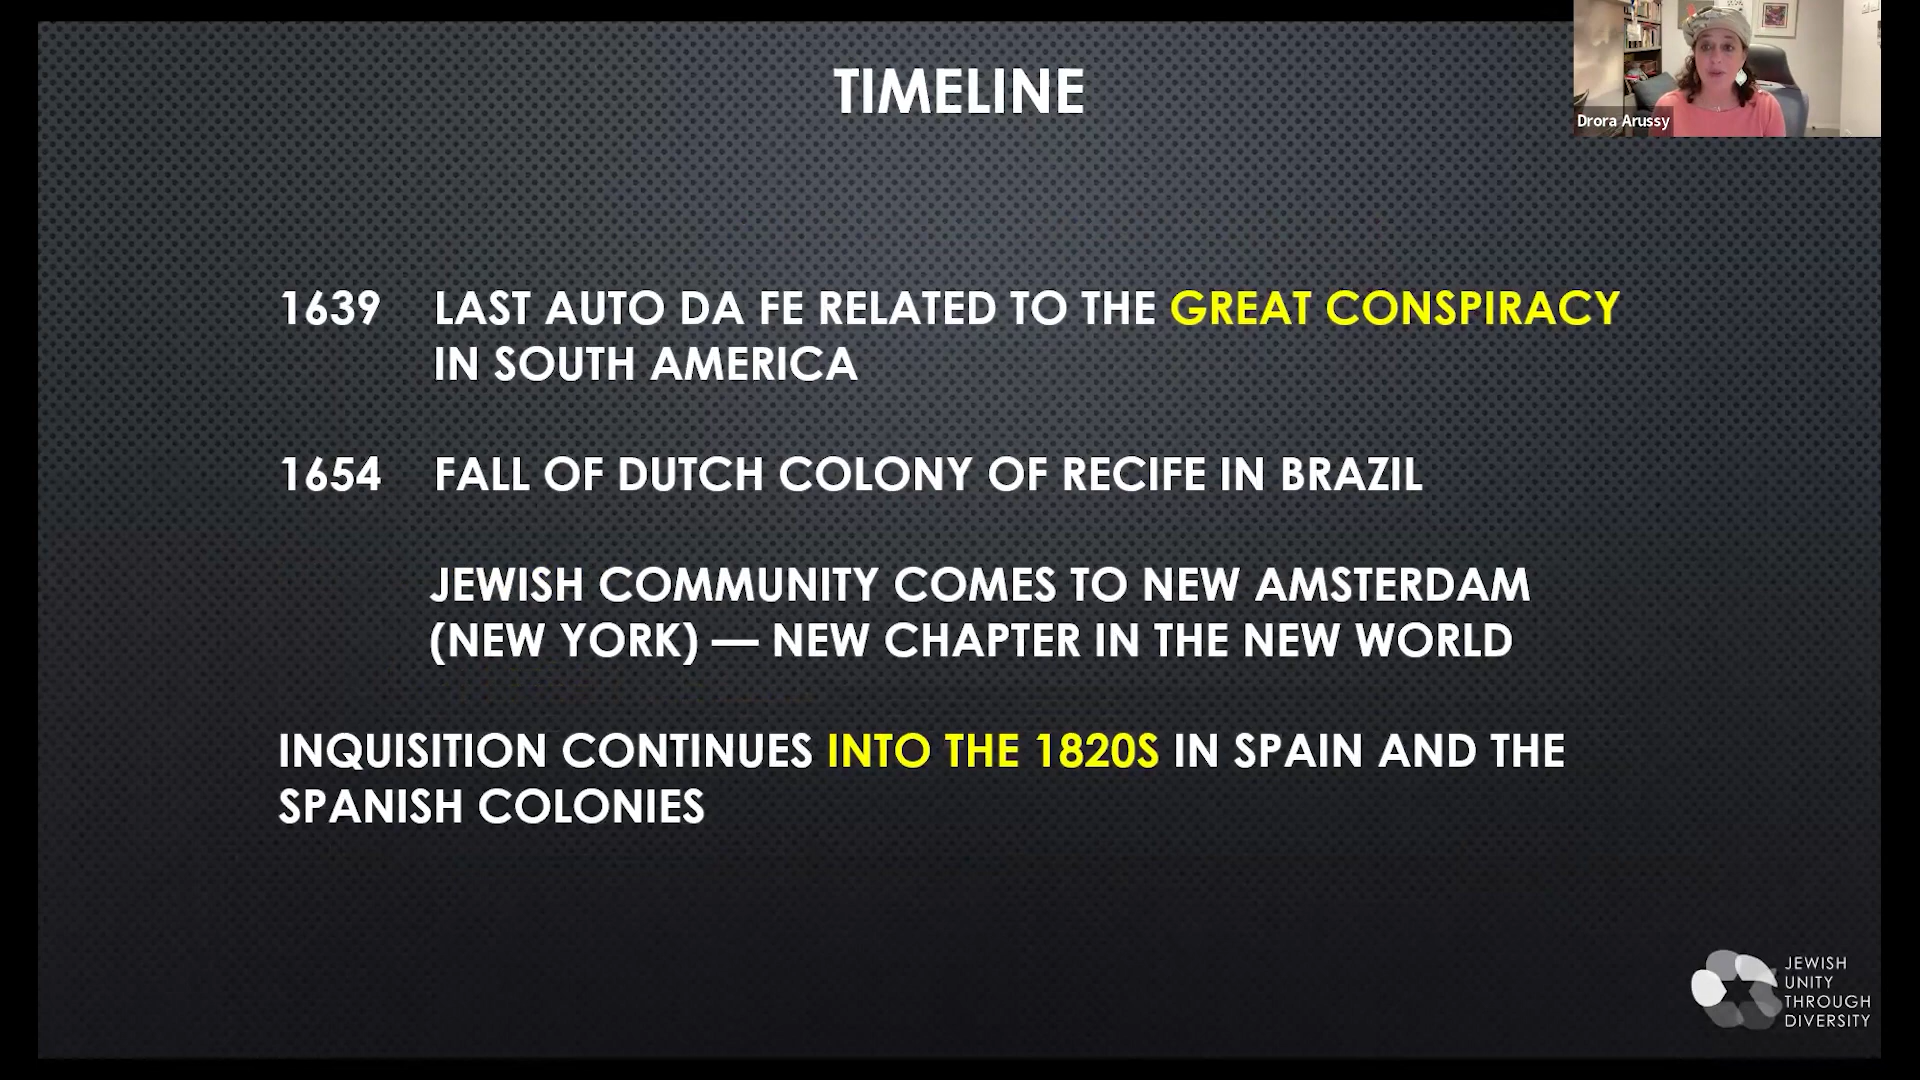 TIMELINE
Drora Arussy
1639 LAST AUTO DA FE RELATED TO THE GREAT CONSPIRACY
IN SOUTH AMERICA
1654 FALL OF DUTCH COLONY OF RECIFE IN BRAZIL
JEWISH COMMUNITY COMES TO NEW AMSTERDAM
(NEW YORK) — NEW CHAPTER IN THE NEW WORLD
INQUISITION CONTINUES INTO THE 1820S IN SPAIN AND THE
SPANISH COLONIES
JEWISH
UNITY
THROUGH
DIVERSITY